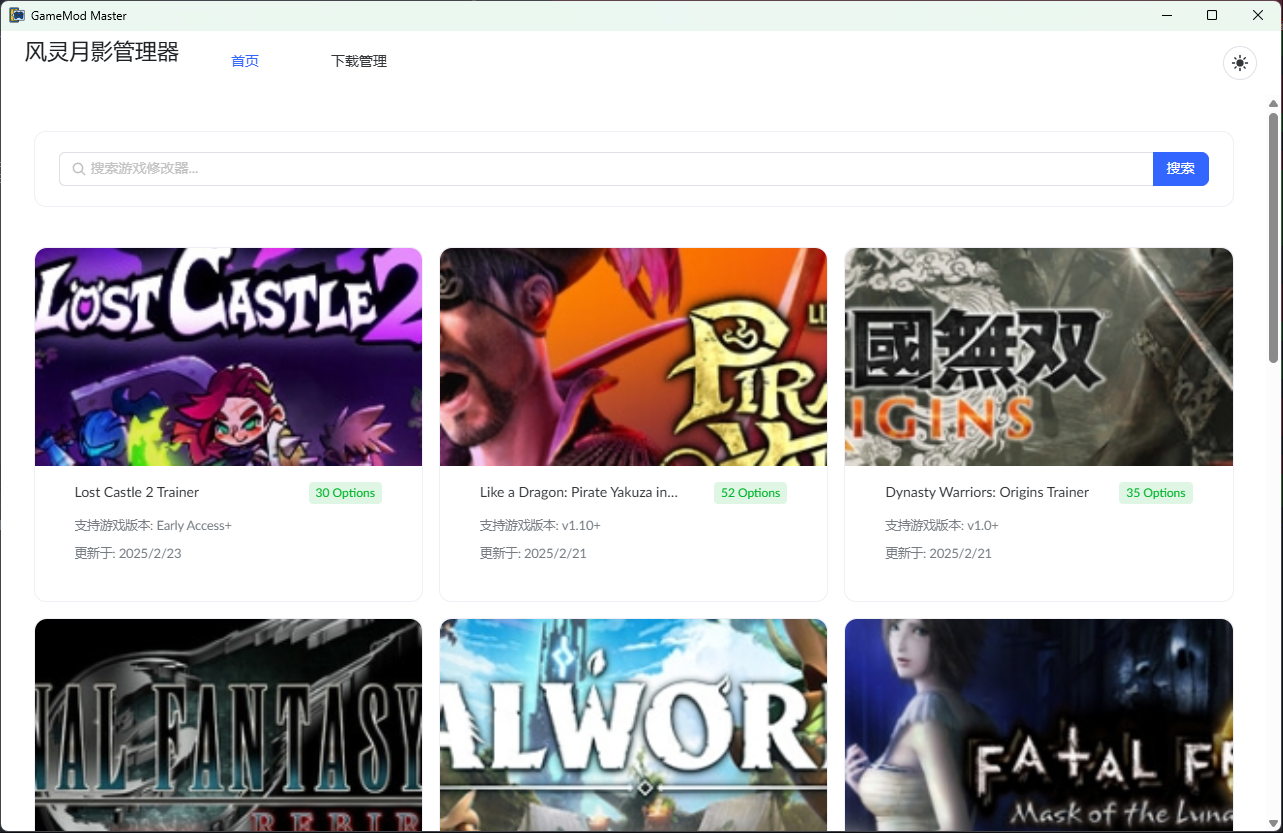 GameMod Master
风灵月影管理器
首页
下载管理
搜索游戏修改器...
搜索
LOST CASTLE 2
PIRA
YA
國無双
RIGINS
Lost Castle 2 Trainer
30 Options
支持游戏版本: Early Access+
更新于: 2025/2/23
Like a Dragon: Pirate Yakuza in...
52 Options
支持游戏版本: v1.10+
更新于: 2025/2/21
Dynasty Warriors: Origins Trainer
35 Options
支持游戏版本: v1.0+
更新于: 2025/2/21
NAL FANTASY
REBIR
ALWOR
FATAL FR
Mask of the Luna